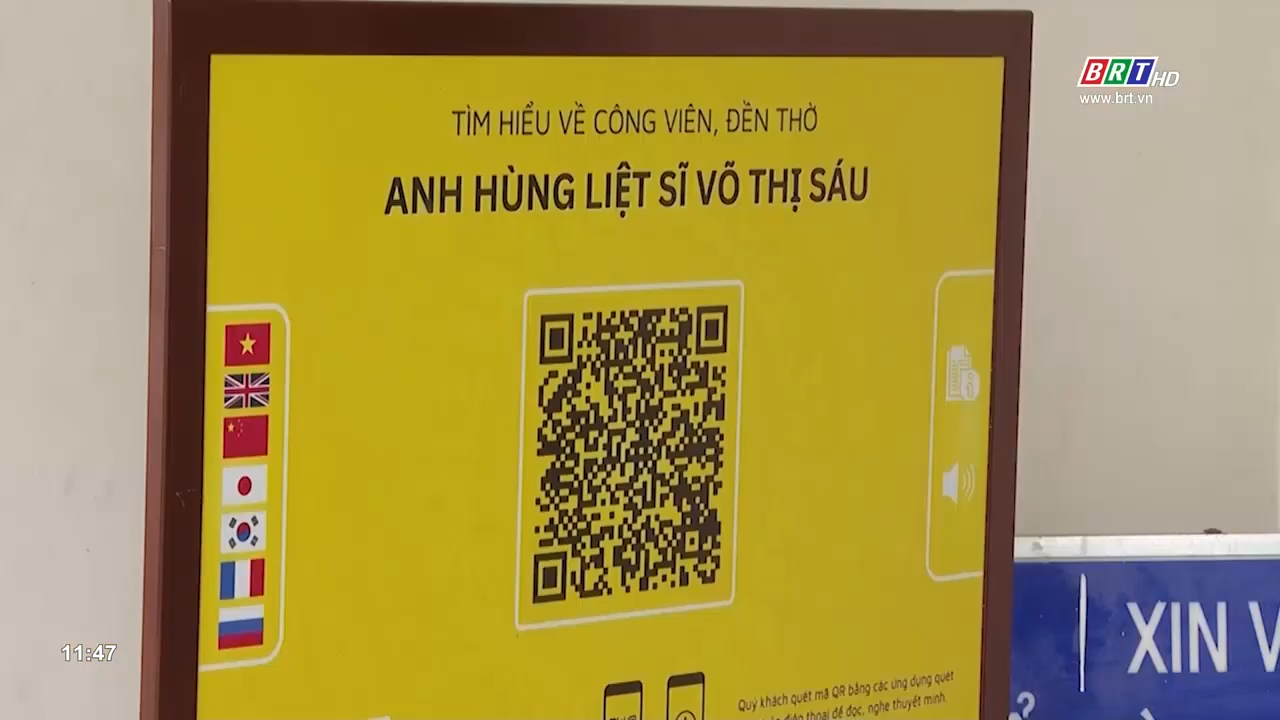 BRT HD
www.brt.vn
TÌM HIỂU VỀ CÔNG VIÊN, ĐỀN THỜ
ANH HÙNG LIỆT SĨ VÕ THỊ SÁU
11:47
XIN V
Quý khách quét mã QR bằng các ứng dụng quét
điện thoại để đọc, nghe thuyết minh.